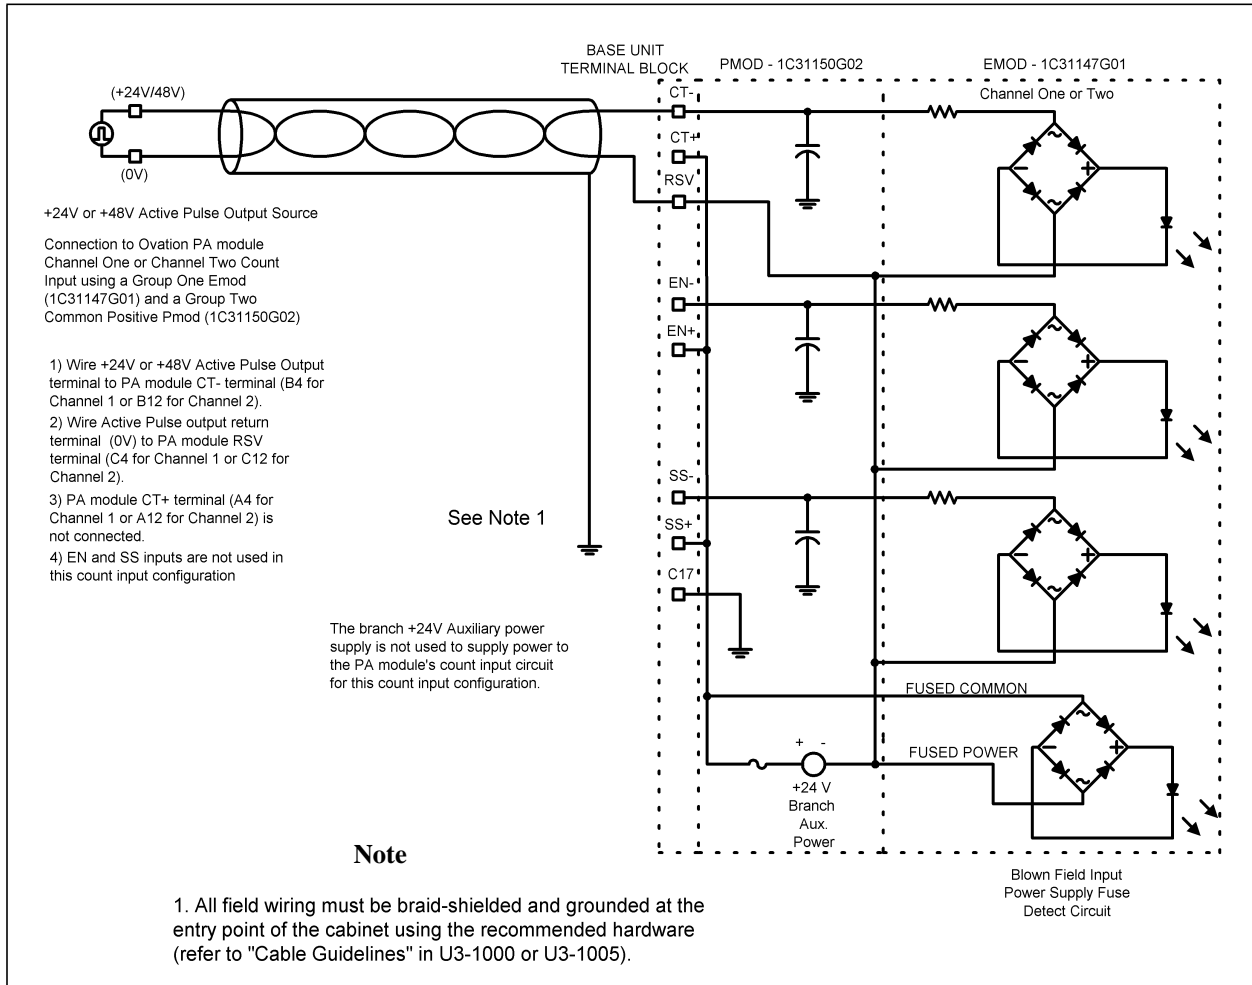 BASE UNIT
TERMINAL BLOCK
PMOD - 1C31150G02
EMOD - 1C31147G01
(+24V/48V)
CT-
Channel One or Two
CT+
(0V)
RSV
+24V or +48V Active Pulse Output Source
Connection to Ovation PA module
Channel One or Channel Two Count
Input using a Group One Emod
(1C31147G01) and a Group Two
Common Positive Pmod (1C31150G02)
EN-
EN+
1) Wire +24V or +48V Active Pulse Output
terminal to PA module CT- terminal (B4 for
Channel 1 or B12 for Channel 2).
2) Wire Active Pulse output return
terminal (0V) to PA module RSV
terminal (C4 for Channel 1 or C12 for
Channel 2).
3) PA module CT+ terminal (A4 for
Channel 1 or A12 for Channel 2) is
not connected.
4) EN and SS inputs are not used in
this count input configuration
See Note 1
SS-
SS+
C17
The branch +24V Auxiliary power
supply is not used to supply power to
the PA module's count input circuit
for this count input configuration.
FUSED COMMON
FUSED POWER
+ -
+24 V
Branch
Aux.
Power
Blown Field Input
Power Supply Fuse
Detect Circuit
Note
1. All field wiring must be braid-shielded and grounded at the
entry point of the cabinet using the recommended hardware
(refer to "Cable Guidelines" in U3-1000 or U3-1005).